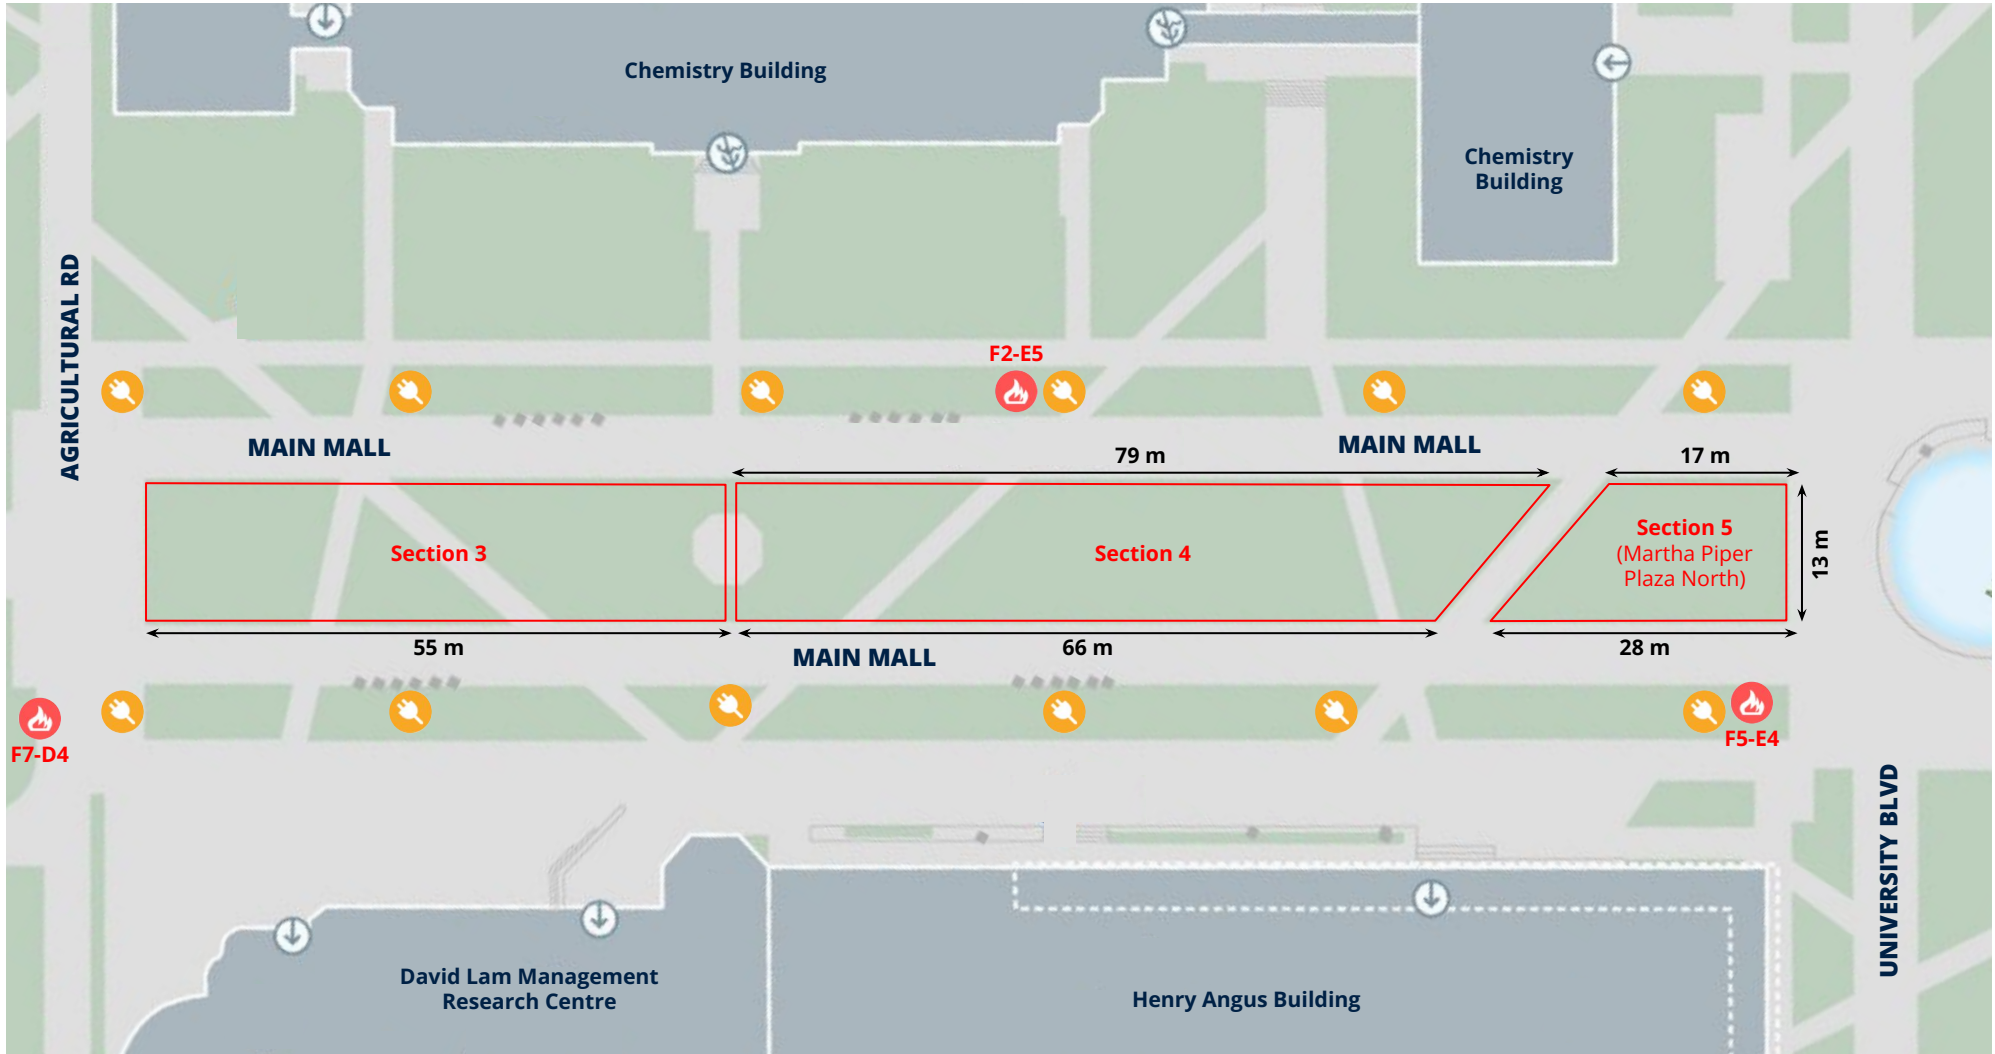 Chemistry Building
Chemistry
Building
AGRICULTURAL RD
F2-E5
MAIN MALL
MAIN MALL
79 m
17 m
Section 3
Section 4
Section 5
(Martha Piper
Plaza North)
13 m
55 m
66 m
28 m
MAIN MALL
F7-D4
F5-E4
UNIVERSITY BLVD
David Lam Management
Research Centre
Henry Angus Building